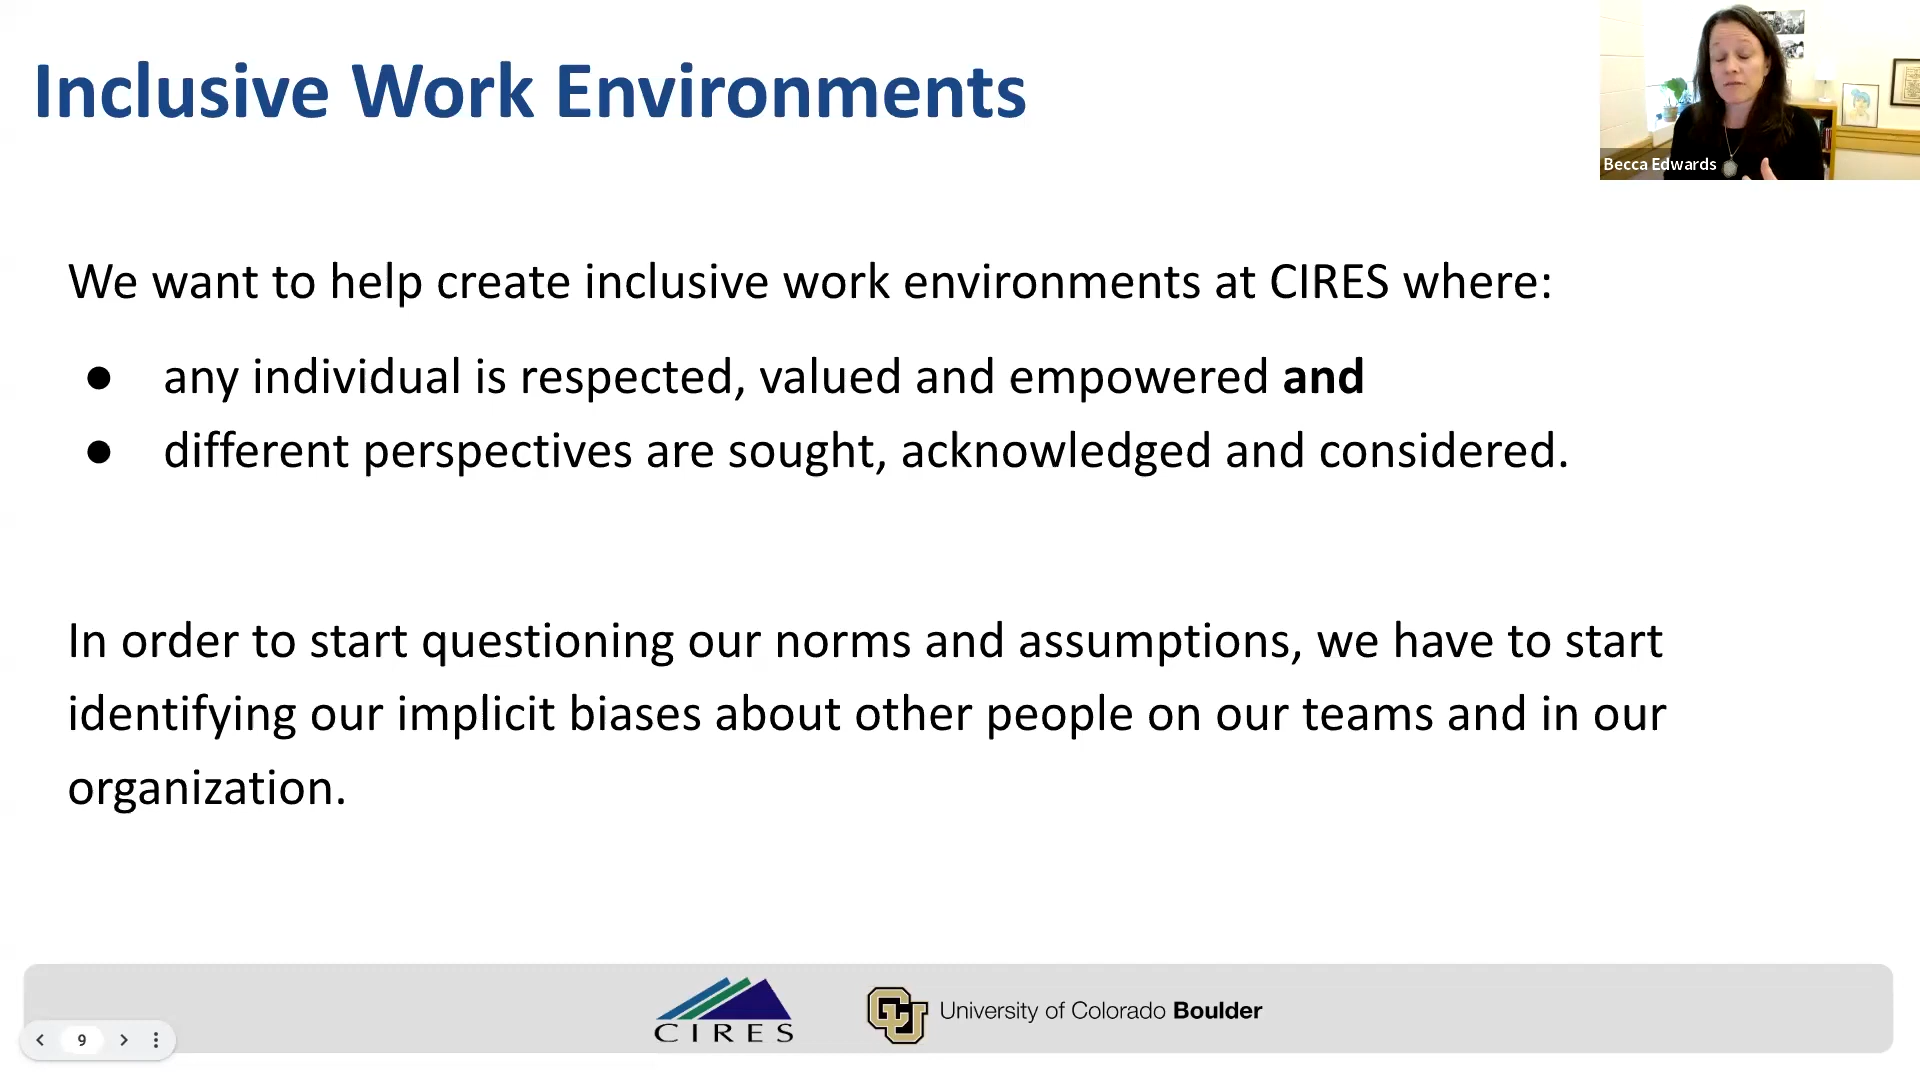 Inclusive Work Environments
Becca Edwards
We want to help create inclusive work environments at CIRES where:
● any individual is respected, valued and empowered and
● different perspectives are sought, acknowledged and considered.
In order to start questioning our norms and assumptions, we have to start
identifying our implicit biases about other people on our teams and in our
organization.
CIRES
CU University of Colorado Boulder
9